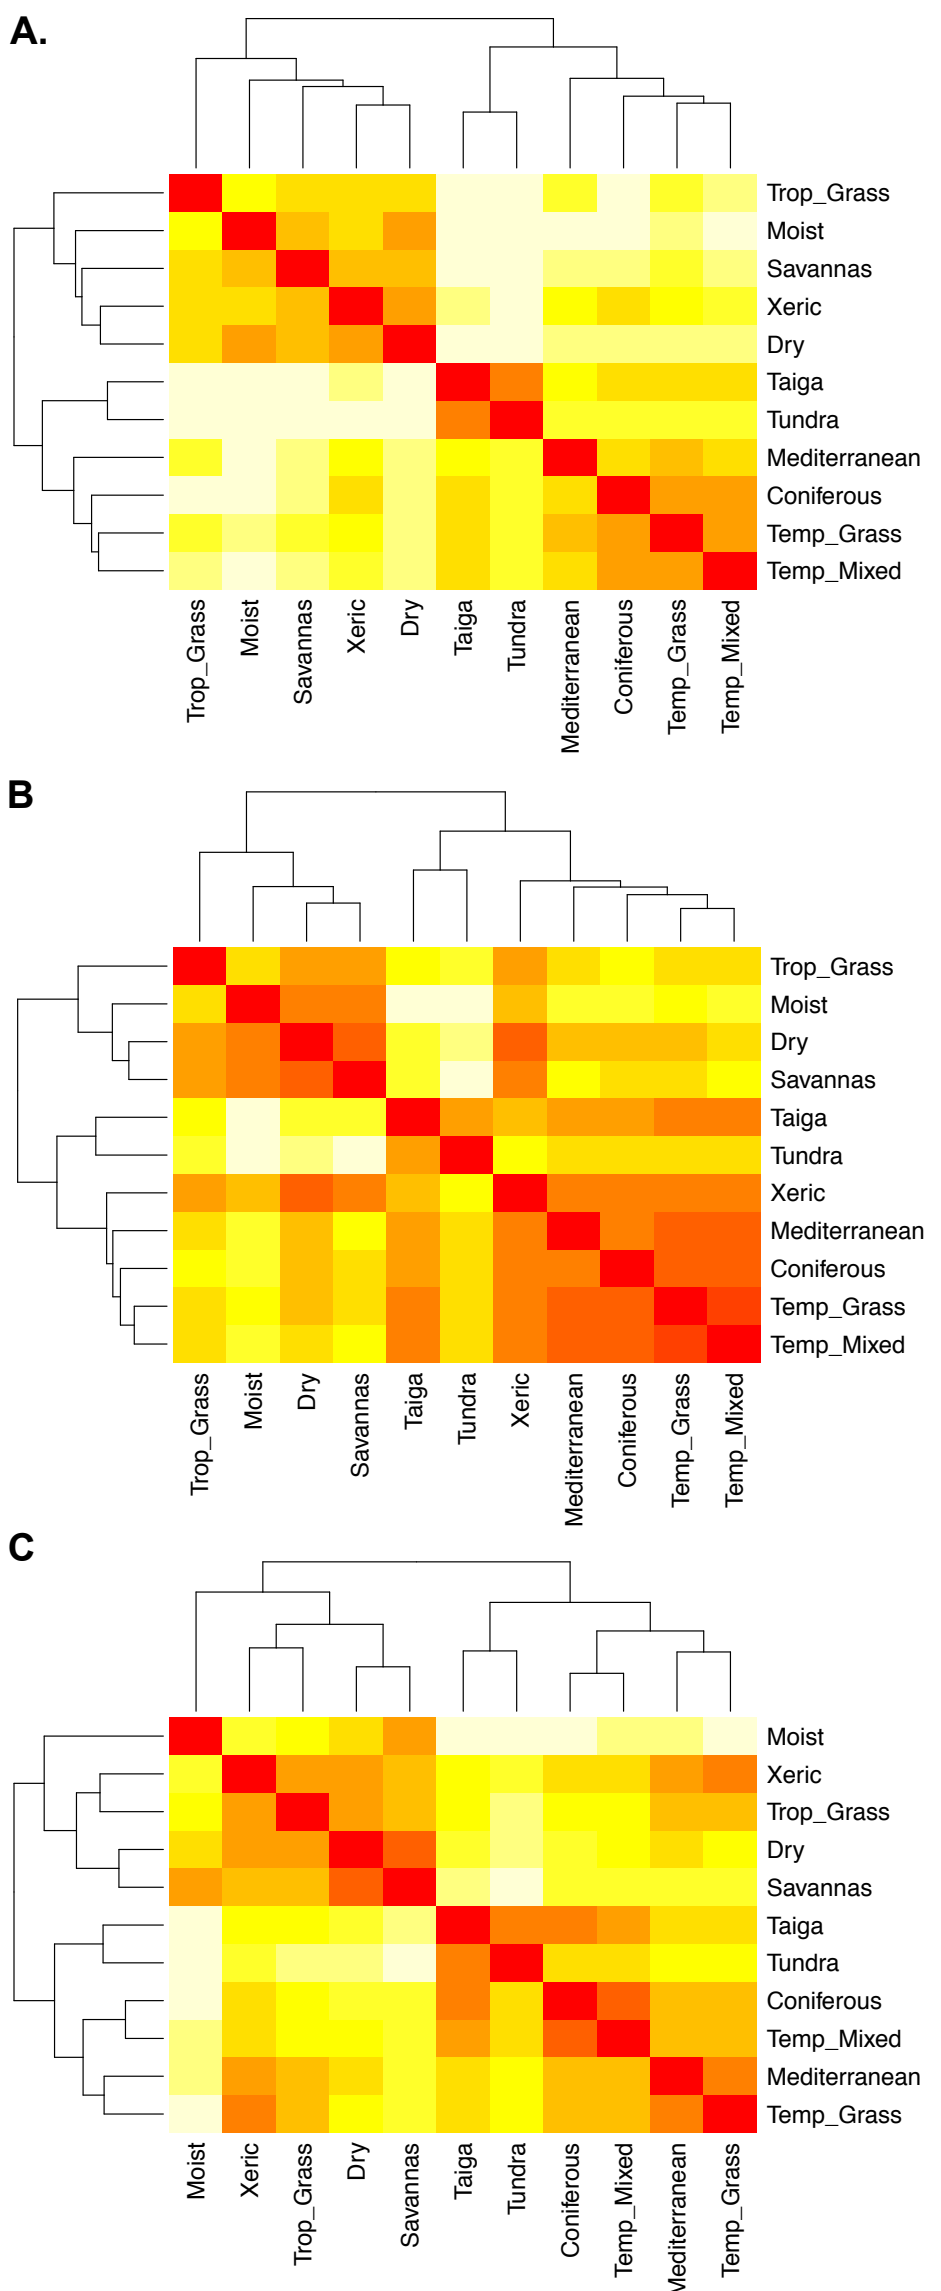 A.
Trop_Grass
Moist
Savannas
Xeric
Dry
Taiga
Tundra
Mediterranean
Coniferous
Temp_Grass
Temp_Mixed
Trop_Grass
Moist
Savannas
Xeric
Dry
Taiga
Tundra
Mediterranean
Coniferous
Temp_Grass
Temp_Mixed
B
Trop_Grass
Moist
Dry
Savannas
Taiga
Tundra
Xeric
Mediterranean
Coniferous
Temp_Grass
Temp_Mixed
Trop_Grass
Moist
Dry
Savannas
Taiga
Tundra
Xeric
Mediterranean
Coniferous
Temp_Grass
Temp_Mixed
C
Moist
Xeric
Trop_Grass
Dry
Savannas
Taiga
Tundra
Coniferous
Temp_Mixed
Mediterranean
Temp_Grass
Moist
Xeric
Trop_Grass
Dry
Savannas
Taiga
Tundra
Coniferous
Temp_Mixed
Mediterranean
Temp_Grass